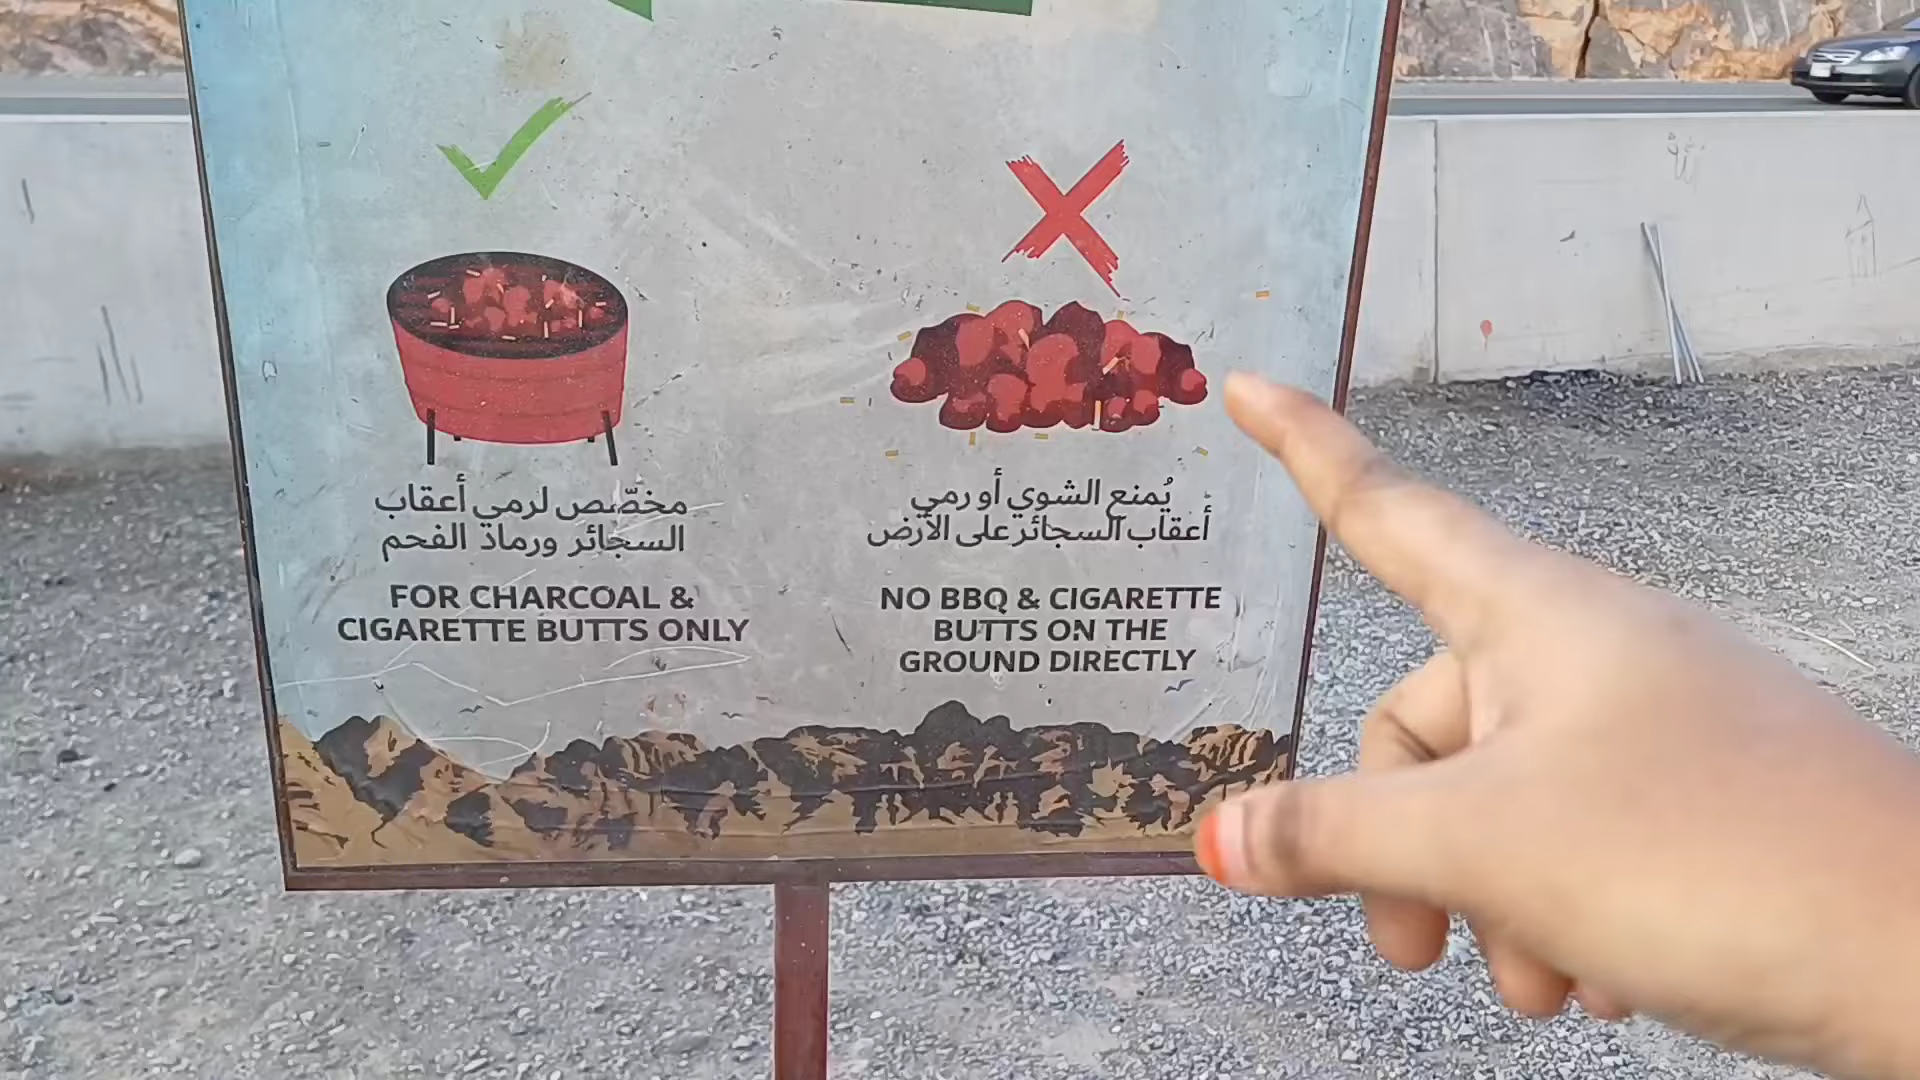 مخصّص لرمي أعقاب
السجائر ورماد الفحم
FOR CHARCOAL &
CIGARETTE BUTTS ONLY
يُمنع الشوي أو رمي
أعقاب السجائر على الأرض
NO BBQ & CIGARETTE
BUTTS ON THE
GROUND DIRECTLY